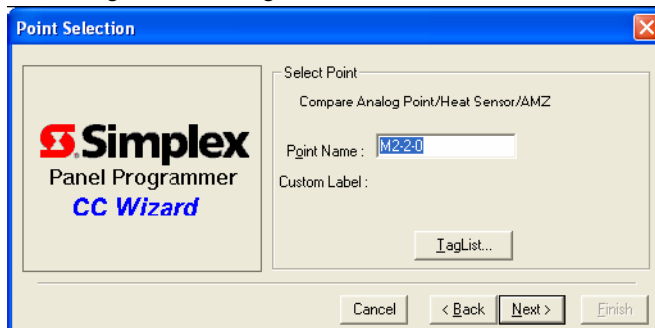 Point Selection
Simplex
Panel Programmer
CC Wizard
Select Point
Compare Analog Point/Heat Sensor/AMZ
Point Name : M2-2-0
Custom Label :
TagList...
Cancel < Back Next > Finish